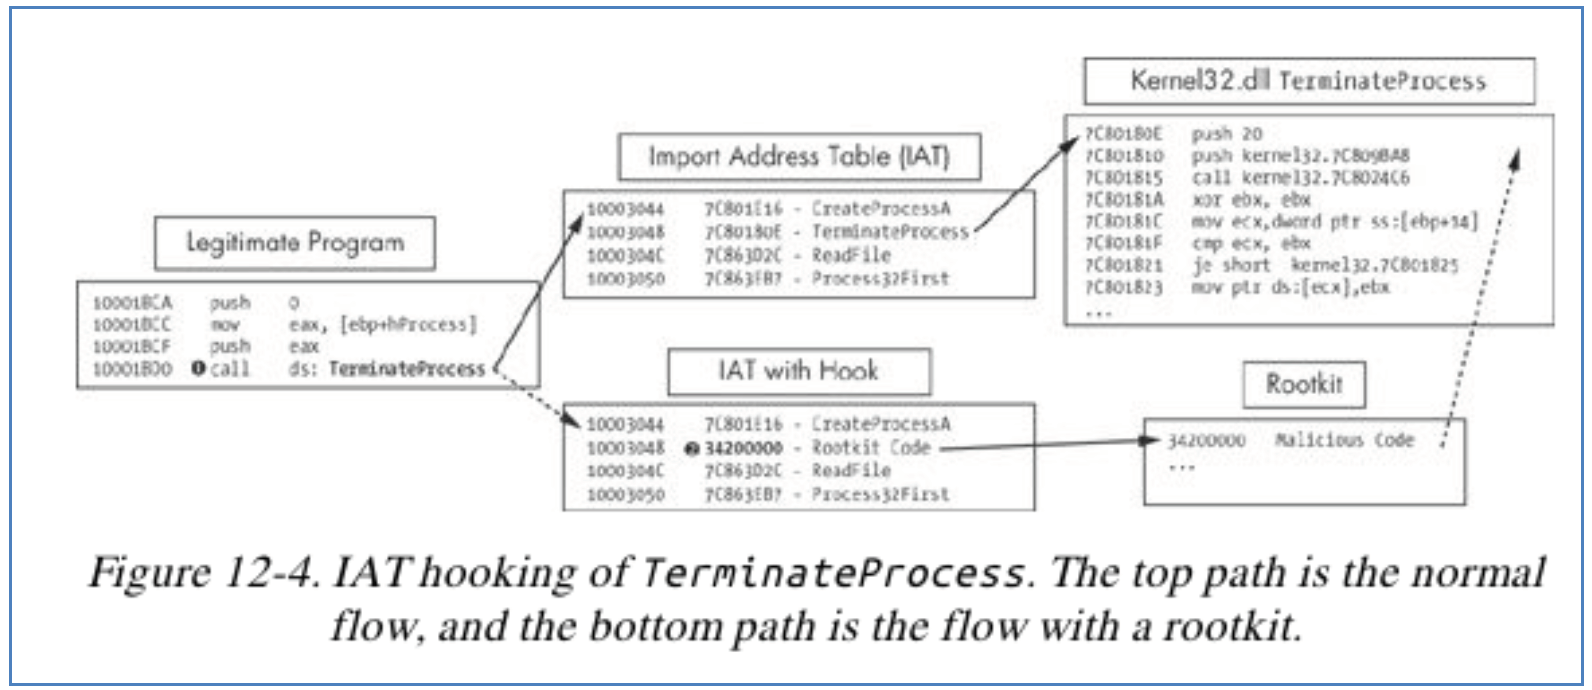 Kernel32.dll TerminateProcess
7C80180E push 20
7C801810 push kernel32.7C809BA8
7C801815 call kernel32.7C8024C6
7C80181A xor ebx, ebx
7C80181C mov ecx,dword ptr ss:[ebp+14]
7C80181F cmp ecx, ebx
7C801821 je short kernel32.7C801825
7C801823 mov ptr ds:[ecx],ebx
...
Import Address Table (IAT)
10003044 7C801E16 - CreateProcessA
10003048 7C80180E - TerminateProcess
1000304C 7C863D2C - ReadFile
10003050 7C863EB7 - Process32First
Legitimate Program
10001BCA push 0
10001BCC mov eax, [ebp+hProcess]
10001BCF push eax
10001BD0 ❶ call ds: TerminateProcess
IAT with Hook
10003044 7C801E16 - CreateProcessA
10003048 ❷ 34200000 - Rootkit Code
1000304C 7C863D2C - ReadFile
10003050 7C863EB7 - Process32First
Rootkit
34200000 Malicious Code
...
Figure 12-4. IAT hooking of TerminateProcess. The top path is the normal
flow, and the bottom path is the flow with a rootkit.